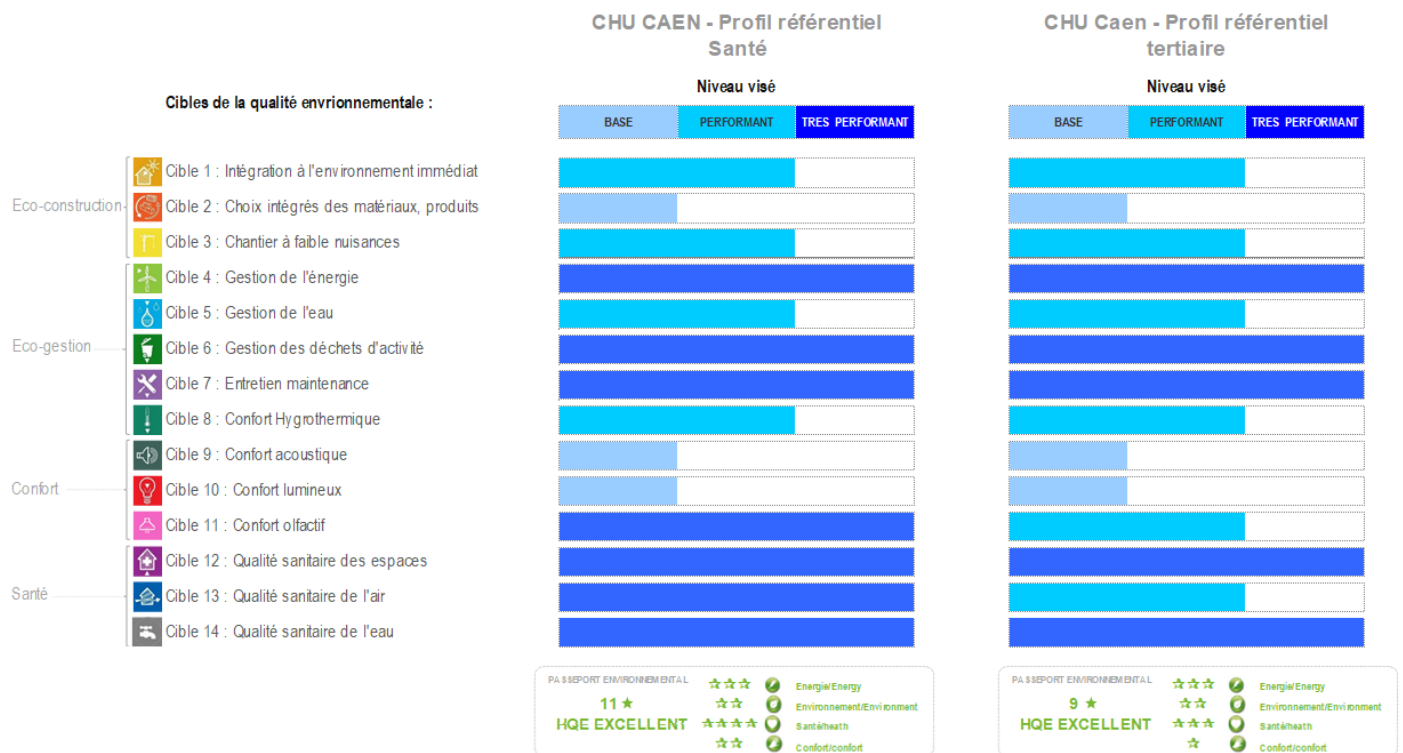 CHU CAEN - Profil référentiel
Santé
CHU Caen - Profil référentiel
tertiaire
Niveau visé
Niveau visé
Cibles de la qualité envrionnementale :
BASE PERFORMANT TRES PERFORMANT
BASE PERFORMANT TRES PERFORMANT
Eco-construction
Cible 1 : Intégration à l'environnement immédiat
Cible 2 : Choix intégrés des matériaux, produits
Cible 3 : Chantier à faible nuisances
Eco-gestion
Cible 4 : Gestion de l'énergie
Cible 5 : Gestion de l'eau
Cible 6 : Gestion des déchets d'activité
Cible 7 : Entretien maintenance
Confort
Cible 8 : Confort Hygrothermique
Cible 9 : Confort acoustique
Cible 10 : Confort lumineux
Cible 11 : Confort olfactif
Santé
Cible 12 : Qualité sanitaire des espaces
Cible 13 : Qualité sanitaire de l'air
Cible 14 : Qualité sanitaire de l'eau
PASSEPORT ENVIRONNEMENTAL
11 ★
HQE EXCELLENT
Energie/Energy
Environnement/Environment
Santé/heath
Confort/confort
PASSEPORT ENVIRONNEMENTAL
9 ★
HQE EXCELLENT
Energie/Energy
Environnement/Environment
Santé/heath
Confort/confort